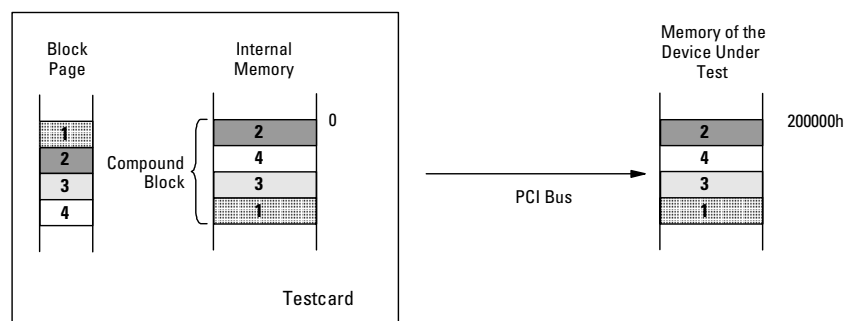 Block
Page
1
2
3
4
Compound
Block
Internal
Memory
0
2
4
3
1
Testcard
PCI Bus
Memory of the
Device Under
Test
200000h
2
4
3
1